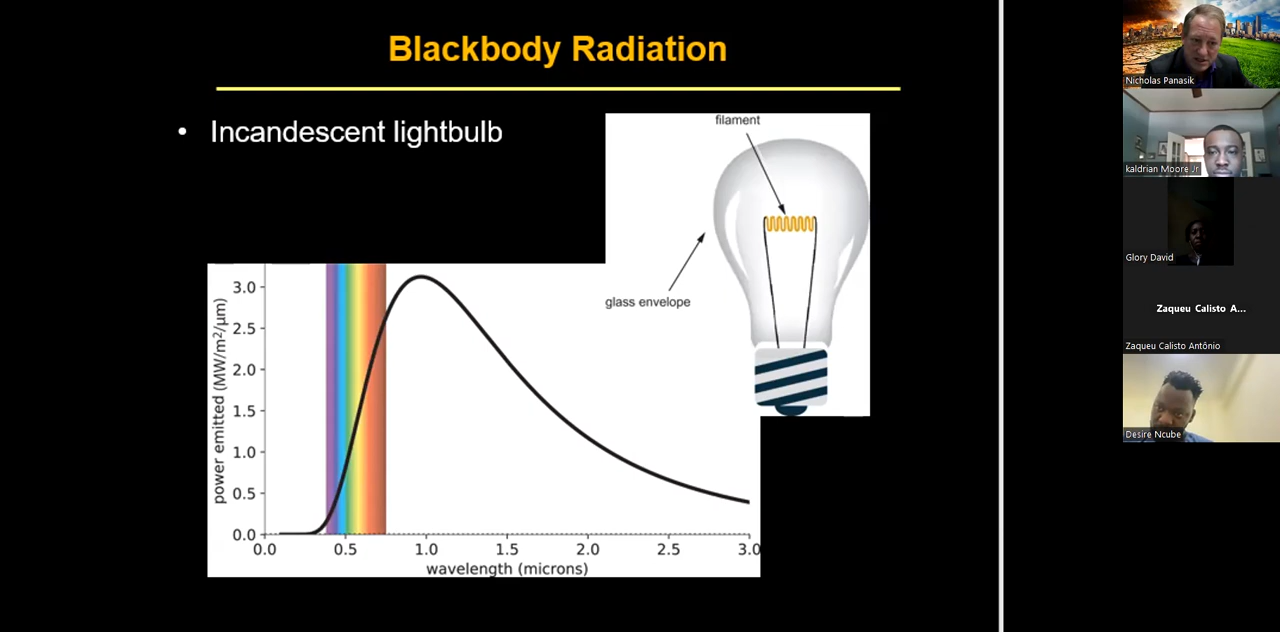 Blackbody Radiation
• Incandescent lightbulb
filament
glass envelope
power emitted (MW/m²/μm)
3.0
2.5
2.0
1.5
1.0
0.5
0.0
0.0 0.5 1.0 1.5 2.0 2.5 3.0
wavelength (microns)
Nicholas Panasik
kaldrian Moore Jr
Glory David
Zaqueu Calisto A...
Zaqueu Calisto Antônio
Desire Ncube